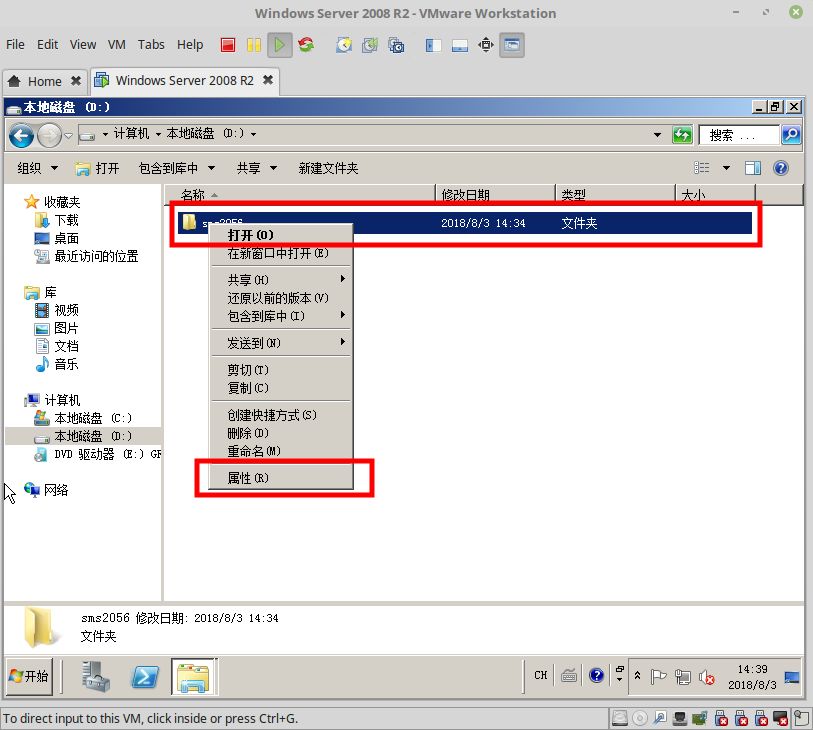 Windows Server 2008 R2 - VMware Workstation
File Edit View VM Tabs Help
Home Windows Server 2008 R2
本地磁盘 (D:)
计算机 本地磁盘 (D:) 搜索 ...
组织 打开 包含到库中 共享 新建文件夹
名称 修改日期 类型 大小
sms2056 2018/8/3 14:34 文件夹
收藏夹
下载
桌面
最近访问的位置
库
视频
图片
文档
音乐
计算机
本地磁盘 (C:)
本地磁盘 (D:)
DVD 驱动器 (E:) GR
网络
打开(O)
在新窗口中打开(E)
共享(H)
还原以前的版本(V)
包含到库中(I)
发送到(N)
剪切(T)
复制(C)
创建快捷方式(S)
删除(D)
重命名(M)
属性(R)
sms2056 修改日期: 2018/8/3 14:34
文件夹
开始 CH 14:39
2018/8/3
To direct input to this VM, click inside or press Ctrl+G.